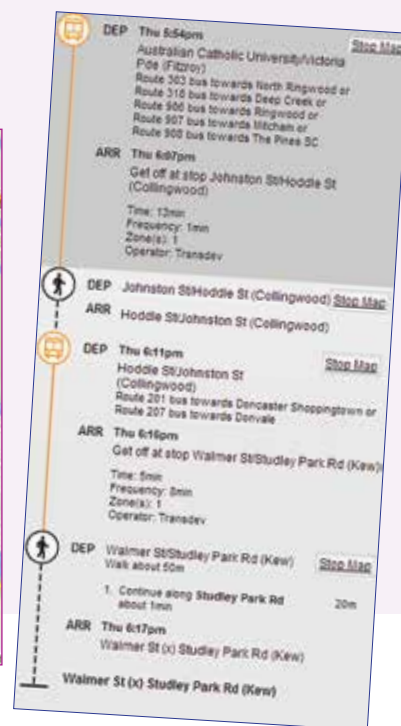 DEP Thu 5:54pm Stop Map
Australian Catholic University/Victoria
Pde (Fitzroy)
Route 303 bus towards North Ringwood or
Route 318 bus towards Deep Creek or
Route 906 bus towards Ringwood or
Route 907 bus towards Mitcham or
Route 908 bus towards The Pines SC
ARR Thu 6:07pm
Get off at stop Johnston St/Hoddle St
(Collingwood)
Time: 13min
Frequency: 1min
Zone(s): 1
Operator: Transdev
DEP Johnston St/Hoddle St (Collingwood) Stop Map
ARR Hoddle St/Johnston St (Collingwood)
DEP Thu 6:11pm Stop Map
Hoddle St/Johnston St
(Collingwood)
Route 201 bus towards Doncaster Shoppingtown or
Route 207 bus towards Donvale
ARR Thu 6:16pm
Get off at stop Walmer St/Studley Park Rd (Kew)
Time: 5min
Frequency: 8min
Zone(s): 1
Operator: Transdev
DEP Walmer St/Studley Park Rd (Kew) Stop Map
Walk about 50m
1. Continue along Studley Park Rd 20m
about 1min
ARR Thu 6:17pm
Walmer St (x) Studley Park Rd (Kew)
Walmer St (x) Studley Park Rd (Kew)